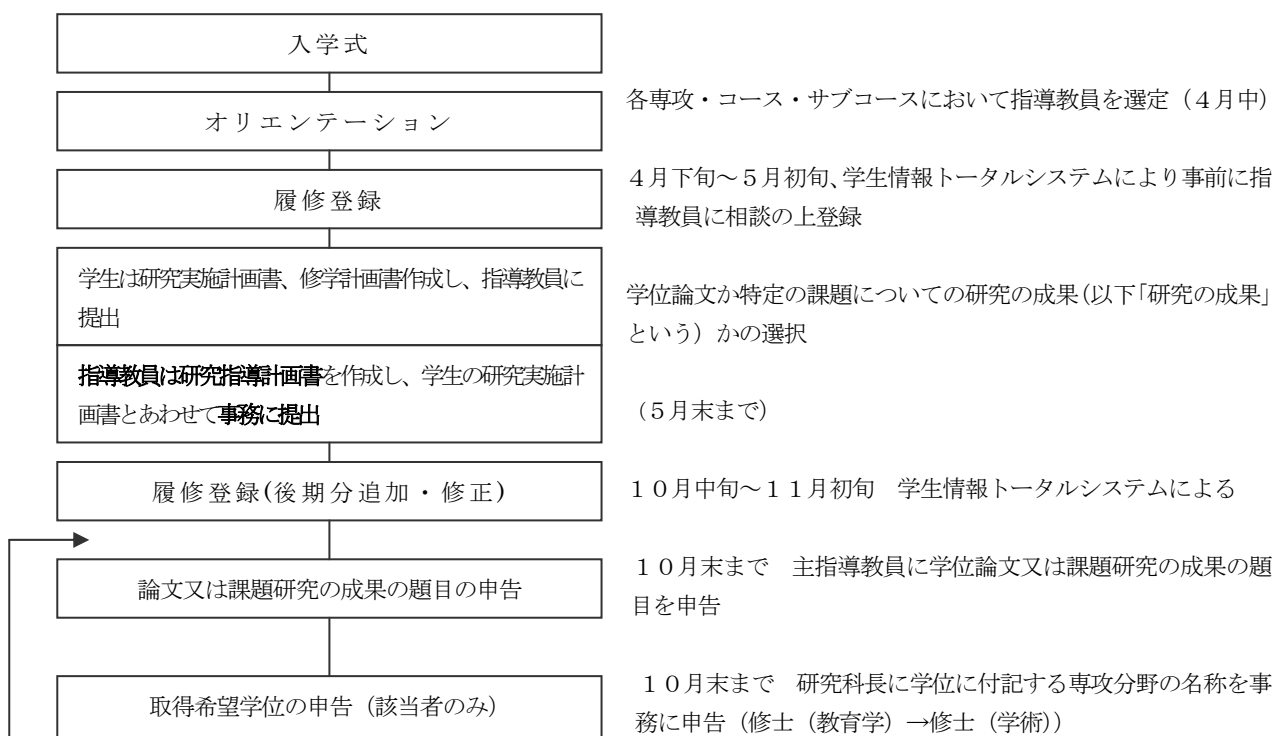 入学式
オリエンテーション
各専攻・コース・サブコースにおいて指導教員を選定（４月中）
履修登録
４月下旬～５月初旬、学生情報トータルシステムにより事前に指
導教員に相談の上登録
学生は研究実施計画書、修学計画書作成し、指導教員に
提出
学位論文か特定の課題についての研究の成果（以下「研究の成果」
という）かの選択
指導教員は研究指導計画書を作成し、学生の研究実施計
画書とあわせて事務に提出
（５月末まで）
履修登録(後期分追加・修正)
１０月中旬～１１月初旬　学生情報トータルシステムによる
論文又は課題研究の成果の題目の申告
１０月末まで　主指導教員に学位論文又は課題研究の成果の題
目を申告
取得希望学位の申告（該当者のみ）
１０月末まで　研究科長に学位に付記する専攻分野の名称を事
務に申告（修士（教育学）→修士（学術））